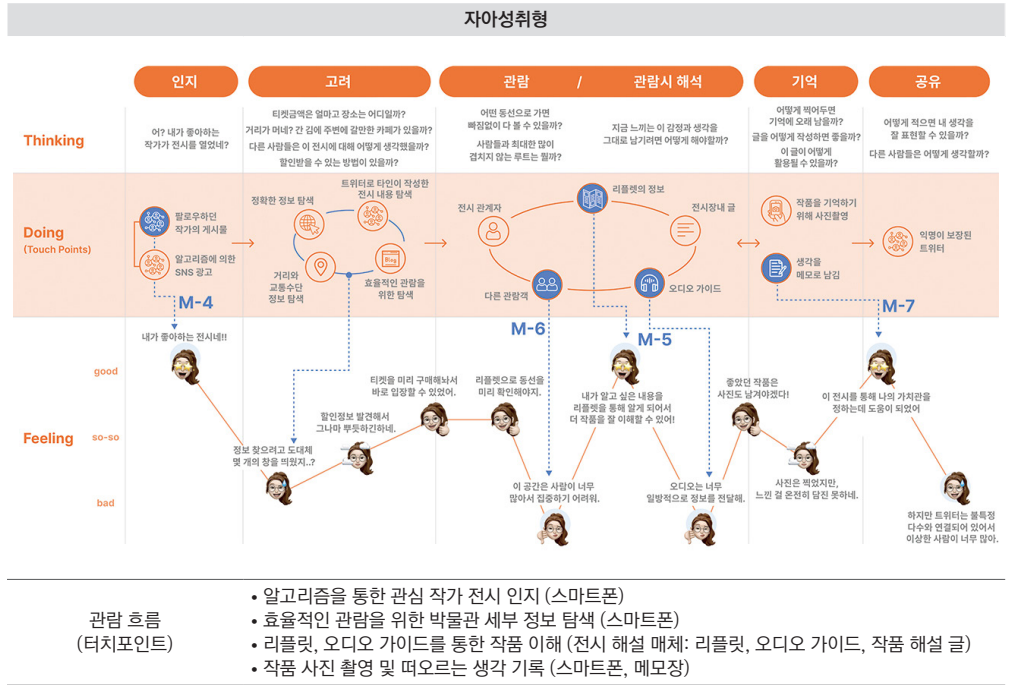 자아성취형
인지
고려
관람 / 관람시 해석
기억
공유
Thinking
어? 내가 좋아하는
작가가 전시를 열었네?
티켓금액은 얼마고 장소는 어디일까?
거리가 머네? 간 김에 주변에 갈만한 카페가 있을까?
다른 사람들은 이 전시에 대해 어떻게 생각했을까?
할인받을 수 있는 방법이 있을까?
어떤 동선으로 가면
빠짐없이 다 볼 수 있을까?
사람들과 최대한 많이
겹치지 않는 루트는 뭘까?
지금 느끼는 이 감정과 생각을
그대로 남기려면 어떻게 해야할까?
어떻게 찍어두면
기억에 오래 남을까?
글을 어떻게 작성하면 좋을까?
이 글이 어떻게
활용될 수 있을까?
어떻게 적으면 내 생각을
잘 표현할 수 있을까?
다른 사람들은 어떻게 생각할까?
Doing
(Touch Points)
팔로우하던
작가의 게시물
알고리즘에 의한
SNS 광고
정확한 정보 탐색
트위터로 타인이 작성한
전시 내용 탐색
거리와
교통수단
정보 탐색
Blog
효율적인 관람을
위한 탐색
전시 관계자
리플렛의 정보
전시장내 글
다른 관람객
오디오 가이드
작품을 기억하기
위해 사진촬영
생각을
메모로 남김
익명이 보장된
트위터
M-4
M-6
M-5
M-7
Feeling
good
so-so
bad
내가 좋아하는 전시네!!
정보 찾으려고 도대체
몇 개의 창을 띄웠지..?
할인정보 발견해서
그나마 뿌듯하긴하네.
티켓을 미리 구매해놔서
바로 입장할 수 있었어.
리플렛으로 동선을
미리 확인해야지.
이 공간은 사람이 너무
많아서 집중하기 어려워.
내가 알고 싶은 내용을
리플렛을 통해 알게 되어서
더 작품을 잘 이해할 수 있어!
오디오는 너무
일방적으로 정보를 전달해.
좋았던 작품은
사진도 남겨야겠다!
사진은 찍었지만,
느낀 걸 온전히 담진 못하네.
이 전시를 통해 나의 가치관을
정하는데 도움이 되었어
하지만 트위터는 불특정
다수와 연결되어 있어서
이상한 사람이 너무 많아.
관람 흐름
(터치포인트)
• 알고리즘을 통한 관심 작가 전시 인지 (스마트폰)
• 효율적인 관람을 위한 박물관 세부 정보 탐색 (스마트폰)
• 리플릿, 오디오 가이드를 통한 작품 이해 (전시 해설 매체: 리플릿, 오디오 가이드, 작품 해설 글)
• 작품 사진 촬영 및 떠오르는 생각 기록 (스마트폰, 메모장)